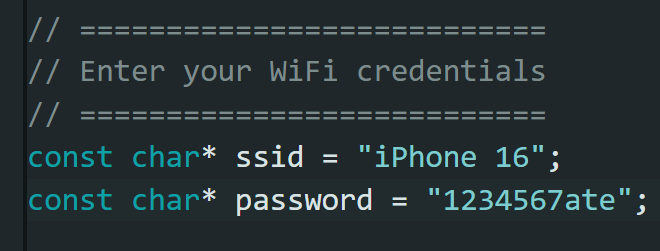 // ===========================
// Enter your WiFi credentials
// ===========================
const char* ssid = "iPhone 16";
const char* password = "1234567ate";